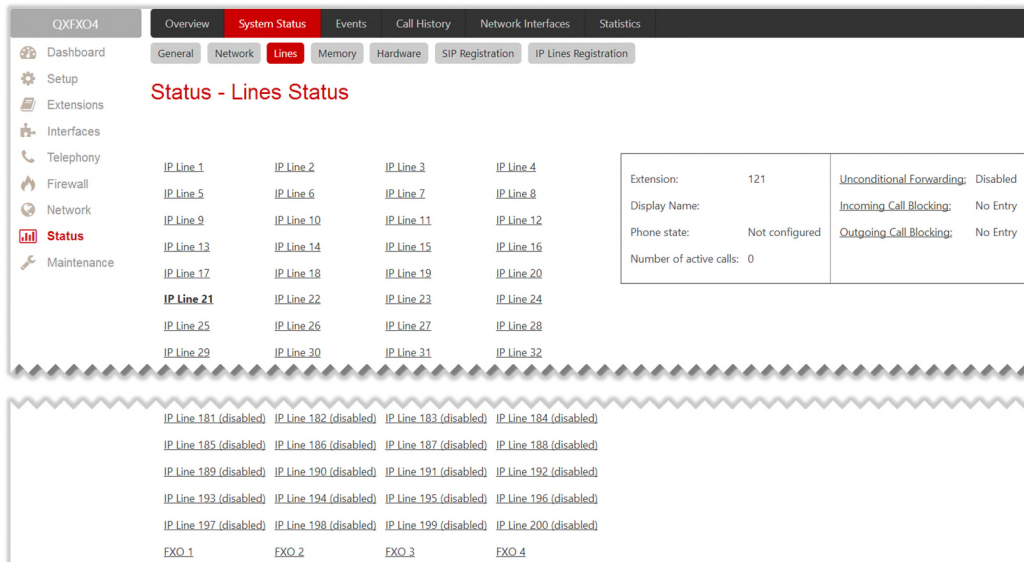 QXFXO4
Overview System Status Events Call History Network Interfaces Statistics
Dashboard
Setup
Extensions
Interfaces
Telephony
Firewall
Network
Status
Maintenance
General Network Lines Memory Hardware SIP Registration IP Lines Registration
Status - Lines Status
IP Line 1 IP Line 2 IP Line 3 IP Line 4
IP Line 5 IP Line 6 IP Line 7 IP Line 8
IP Line 9 IP Line 10 IP Line 11 IP Line 12
IP Line 13 IP Line 14 IP Line 15 IP Line 16
IP Line 17 IP Line 18 IP Line 19 IP Line 20
IP Line 21 IP Line 22 IP Line 23 IP Line 24
IP Line 25 IP Line 26 IP Line 27 IP Line 28
IP Line 29 IP Line 30 IP Line 31 IP Line 32
Extension: 121
Display Name:
Phone state: Not configured
Number of active calls: 0
Unconditional Forwarding: Disabled
Incoming Call Blocking: No Entry
Outgoing Call Blocking: No Entry
IP Line 181 (disabled) IP Line 182 (disabled) IP Line 183 (disabled) IP Line 184 (disabled)
IP Line 185 (disabled) IP Line 186 (disabled) IP Line 187 (disabled) IP Line 188 (disabled)
IP Line 189 (disabled) IP Line 190 (disabled) IP Line 191 (disabled) IP Line 192 (disabled)
IP Line 193 (disabled) IP Line 194 (disabled) IP Line 195 (disabled) IP Line 196 (disabled)
IP Line 197 (disabled) IP Line 198 (disabled) IP Line 199 (disabled) IP Line 200 (disabled)
FXO 1 FXO 2 FXO 3 FXO 4